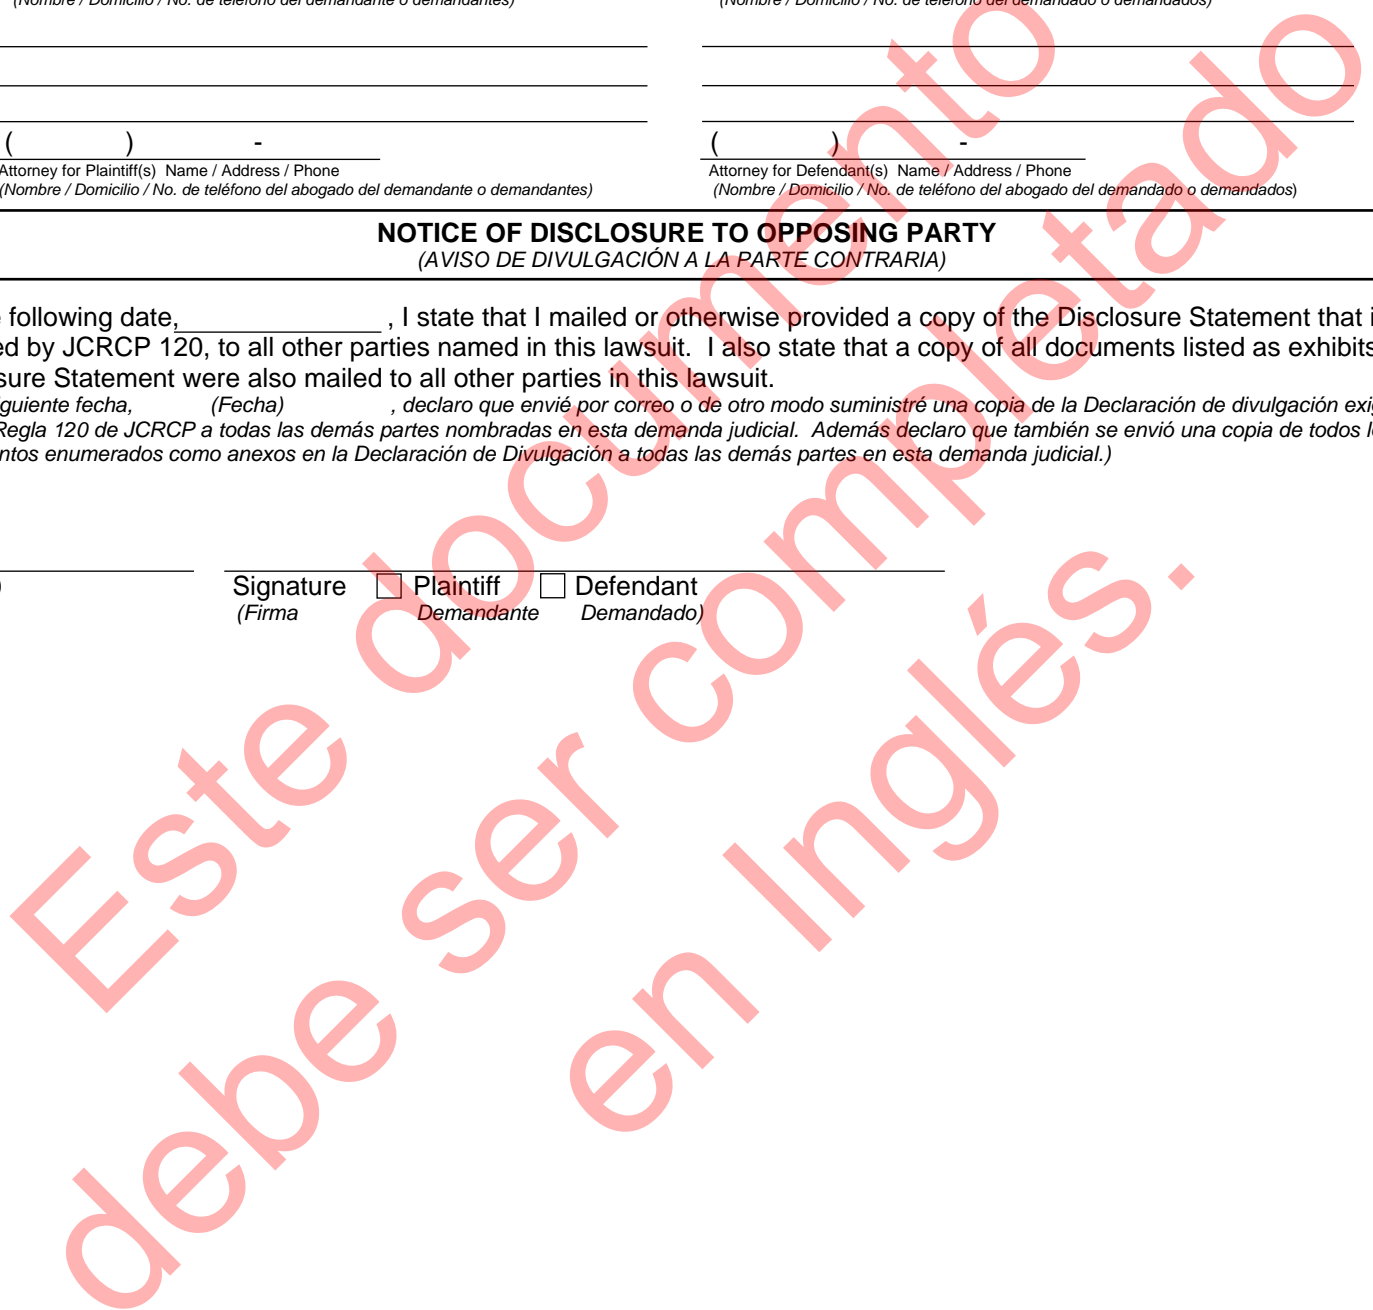 (Nombre / Domicilio / No. de teléfono del demandante o demandantes)
(Nombre / Domicilio / No. de teléfono del demandado o demandados)
( ) -
( ) -
Attorney for Plaintiff(s) Name / Address / Phone
Attorney for Defendant(s) Name / Address / Phone
(Nombre / Domicilio / No. de teléfono del abogado del demandante o demandantes)
(Nombre / Domicilio / No. de teléfono del abogado del demandado o demandados)
NOTICE OF DISCLOSURE TO OPPOSING PARTY
(AVISO DE DIVULGACIÓN A LA PARTE CONTRARIA)
following date, , I state that I mailed or otherwise provided a copy of the Disclosure Statement that
ed by JCRCP 120, to all other parties named in this lawsuit. I also state that a copy of all documents listed as exhibits
sure Statement were also mailed to all other parties in this lawsuit.
guiente fecha, (Fecha) , declaro que envié por correo o de otro modo suministré una copia de la Declaración de divulgación exig
Regla 120 de JCRCP a todas las demás partes nombradas en esta demanda judicial. Además declaro que también se envió una copia de todos
ntos enumerados como anexos en la Declaración de Divulgación a todas las demás partes en esta demanda judicial.)
)
Signature Plaintiff Defendant
(Firma Demandante Demandado)
Este documento
debe ser completado
en Inglés.